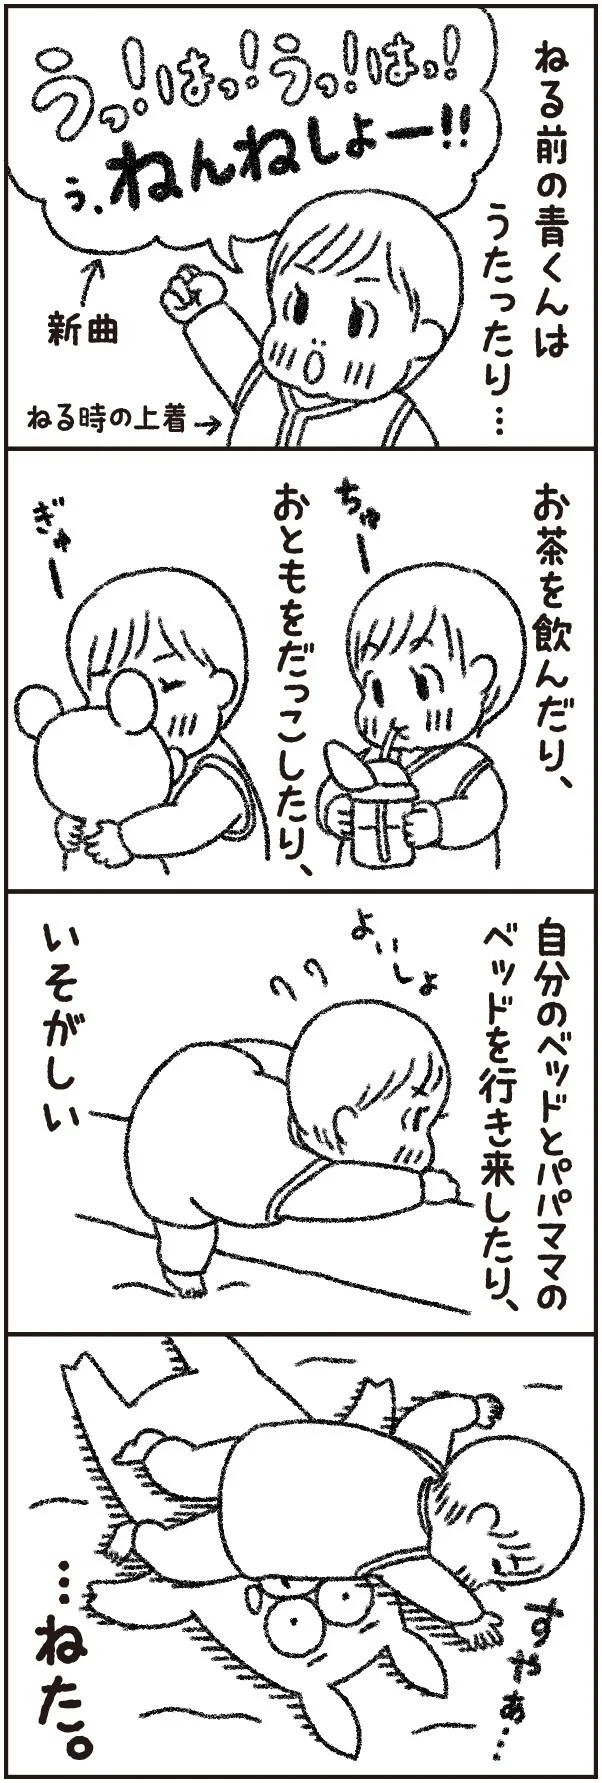 ねる前の青くんは
うたったり…
うっ!はっ!うっ!はっ!
う、ねんねしょー!!
新曲
ねる時の上着
お茶を飲んだり、
ちゅー
おともをだっこしたり、
ぎゅー
自分のベッドとパパママの
ベッドを行き来したり、
よいしょ
いそがしい
すやぁ…
…ねた。